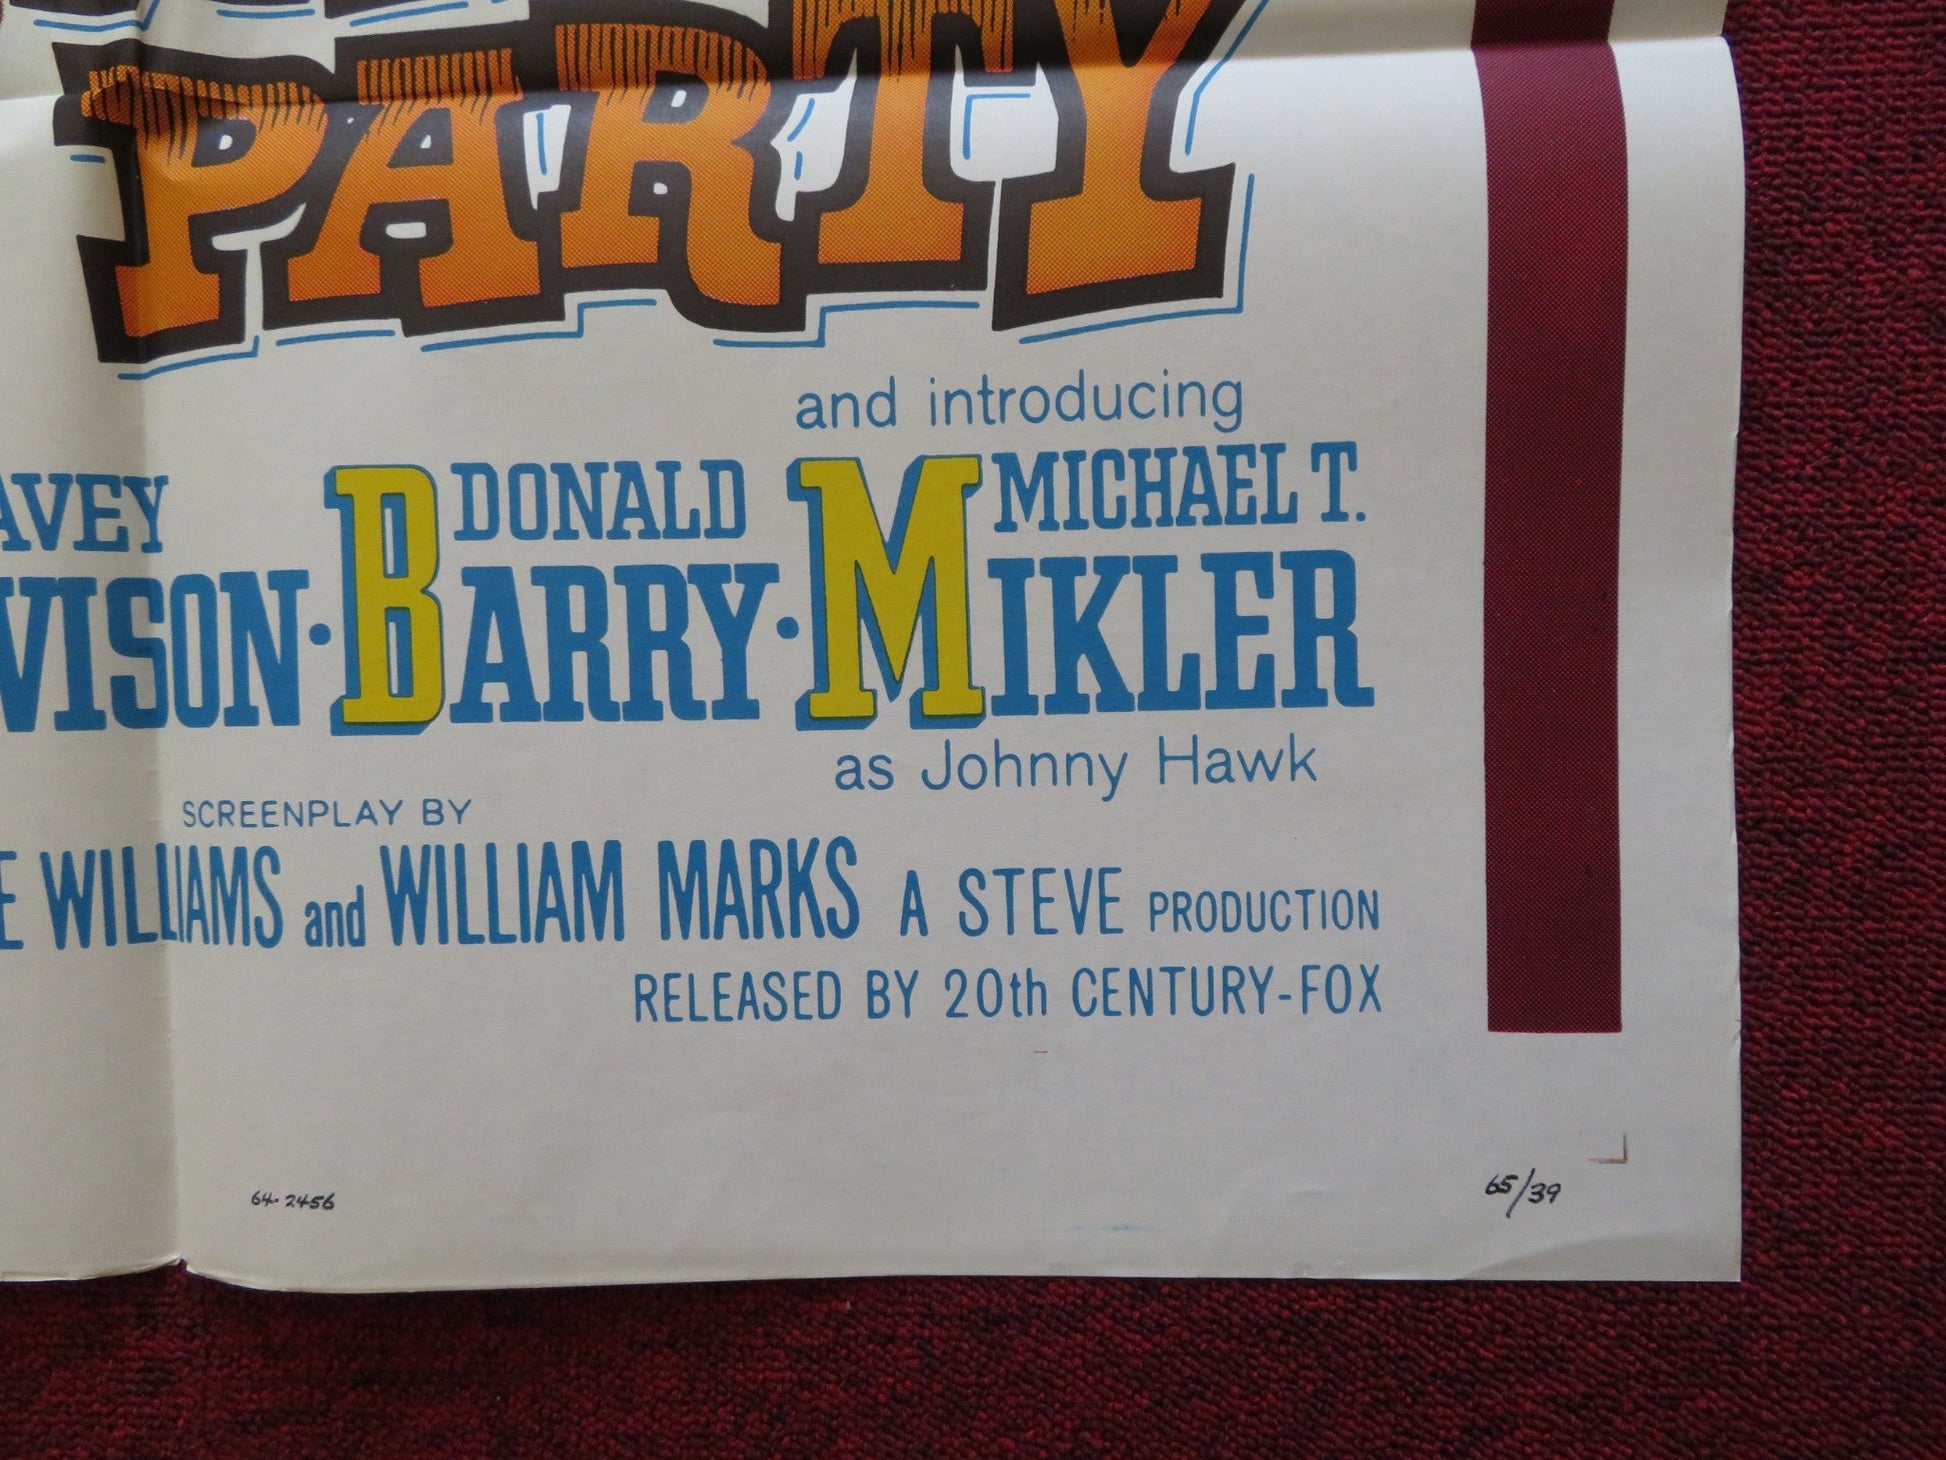 PARTY
and introducing
AVEY DONALD MICHAEL T.
VISON · BARRY · MIKLER
as Johnny Hawk
SCREENPLAY BY
E WILLIAMS and WILLIAM MARKS A STEVE PRODUCTION
RELEASED BY 20th CENTURY-FOX
64-2456
65/39